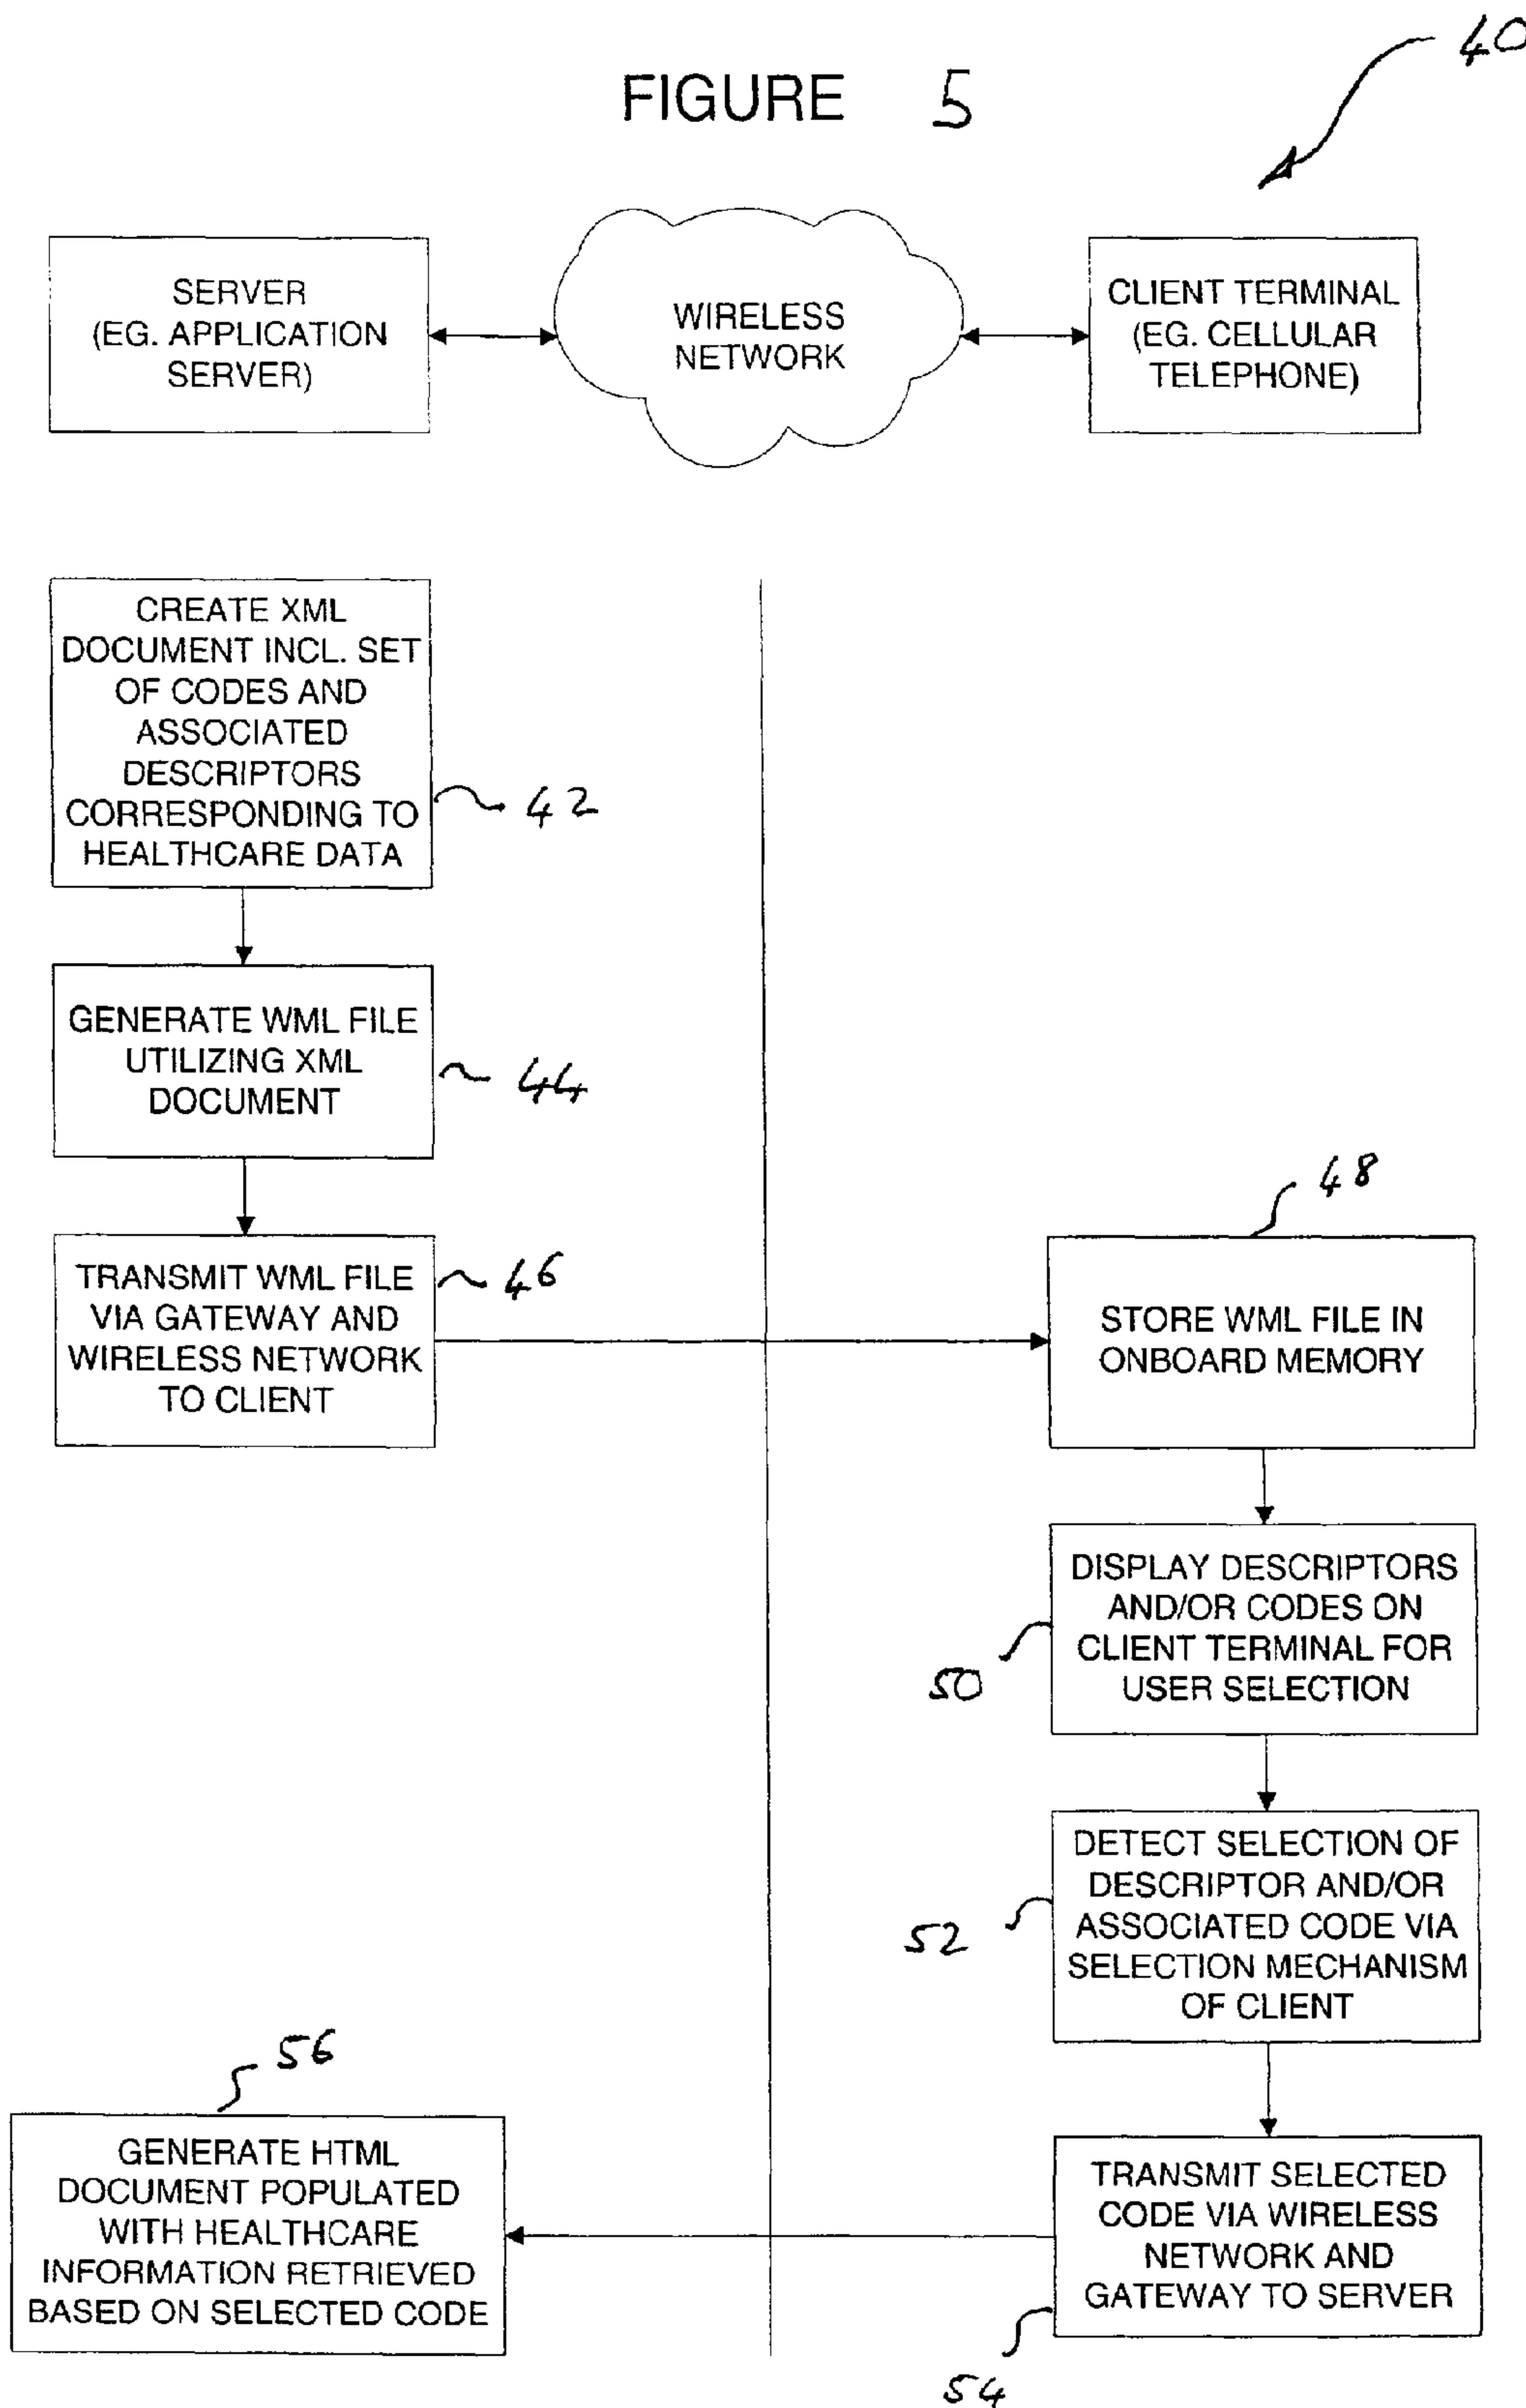 40
FIGURE 5
SERVER
(EG. APPLICATION
SERVER)
WIRELESS
NETWORK
CLIENT TERMINAL
(EG. CELLULAR
TELEPHONE)
CREATE XML
DOCUMENT INCL. SET
OF CODES AND
ASSOCIATED
DESCRIPTORS
CORRESPONDING TO
HEALTHCARE DATA
42
GENERATE WML FILE
UTILIZING XML
DOCUMENT
44
TRANSMIT WML FILE
VIA GATEWAY AND
WIRELESS NETWORK
TO CLIENT
46
48
STORE WML FILE IN
ONBOARD MEMORY
DISPLAY DESCRIPTORS
AND/OR CODES ON
CLIENT TERMINAL FOR
USER SELECTION
50
DETECT SELECTION OF
DESCRIPTOR AND/OR
ASSOCIATED CODE VIA
SELECTION MECHANISM
OF CLIENT
52
TRANSMIT SELECTED
CODE VIA WIRELESS
NETWORK AND
GATEWAY TO SERVER
54
56
GENERATE HTML
DOCUMENT POPULATED
WITH HEALTHCARE
INFORMATION RETRIEVED
BASED ON SELECTED CODE